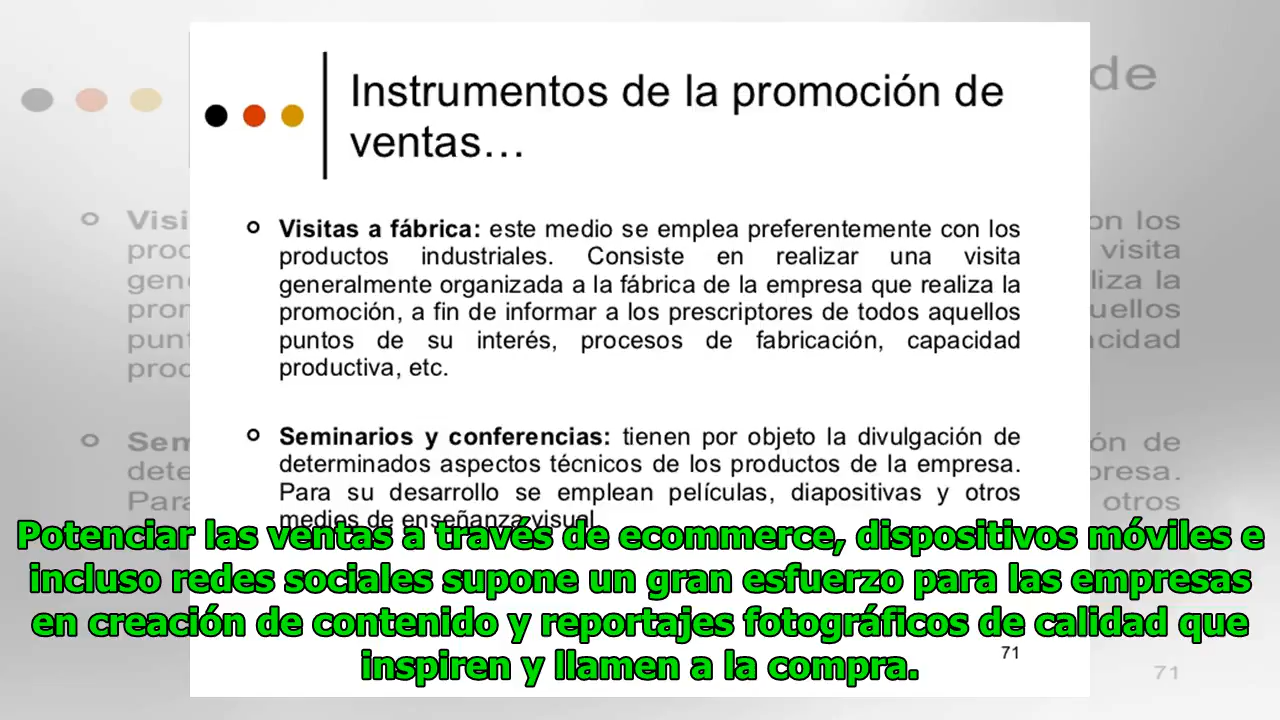 Instrumentos de la promoción de
ventas…
Visitas a fábrica: este medio se emplea preferentemente con los
productos industriales. Consiste en realizar una visita
generalmente organizada a la fábrica de la empresa que realiza la
promoción, a fin de informar a los prescriptores de todos aquellos
puntos de su interés, procesos de fabricación, capacidad
productiva, etc.
Seminarios y conferencias: tienen por objeto la divulgación de
determinados aspectos técnicos de los productos de la empresa.
Para su desarrollo se emplean películas, diapositivas y otros
medios de enseñanza visual.
Potenciar las ventas a través de ecommerce, dispositivos móviles e
incluso redes sociales supone un gran esfuerzo para las empresas
en creación de contenido y reportajes fotográficos de calidad que
inspiren y llamen a la compra.
71